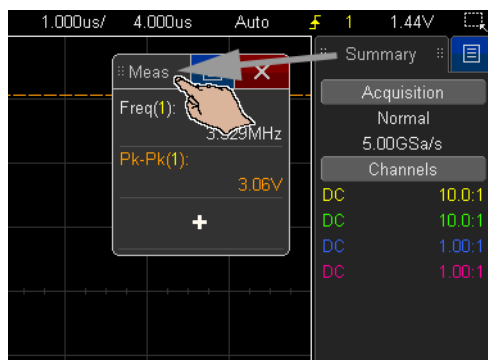 1.000us/ 4.000us Auto 1 1.44V
Meas
Summary
Acquisition
Normal
5.00GSa/s
Channels
DC 10.0:1
DC 10.0:1
DC 1.00:1
DC 1.00:1
Freq(1):
Pk-Pk(1):
3.06V
+